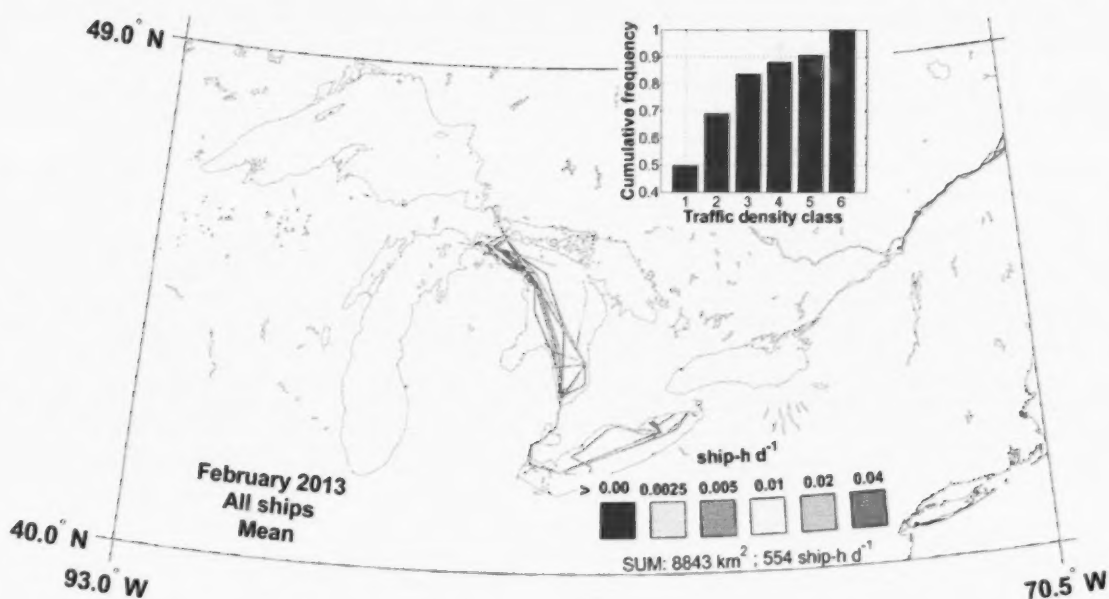 49.0° N
Cumulative frequency
1
0.9
0.8
0.7
0.6
0.5
0.4
1 2 3 4 5 6
Traffic density class
February 2013
All ships
Mean
ship-h d⁻¹
> 0.00 0.0025 0.005 0.01 0.02 0.04
SUM: 8843 km² ; 554 ship-h d⁻¹
40.0° N
93.0° W
70.5° W